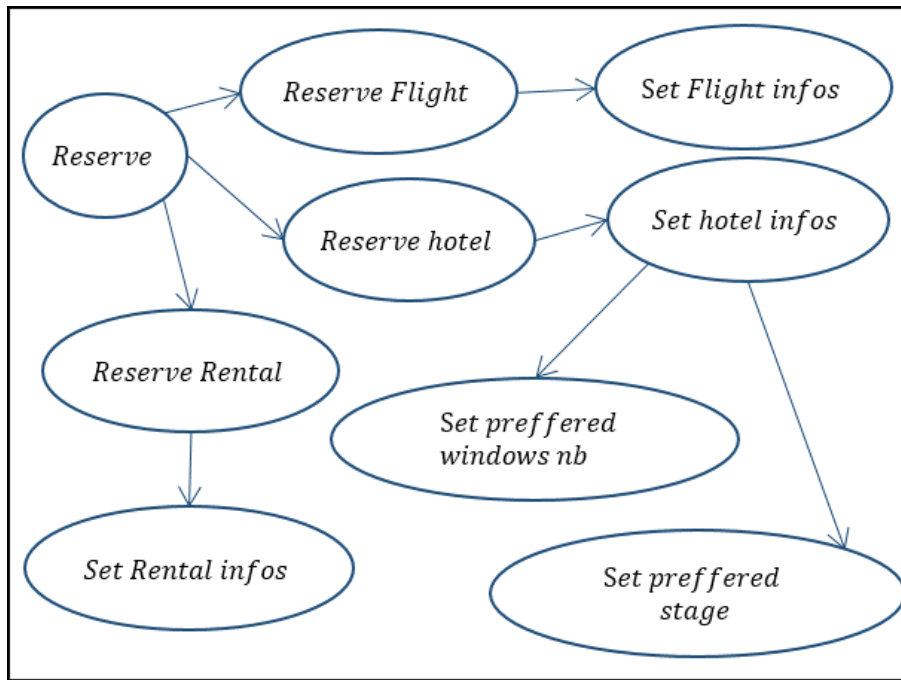 Reserve Flight
Set Flight infos
Reserve
Reserve hotel
Set hotel infos
Reserve Rental
Set preffered
windows nb
Set Rental infos
Set preffered
stage